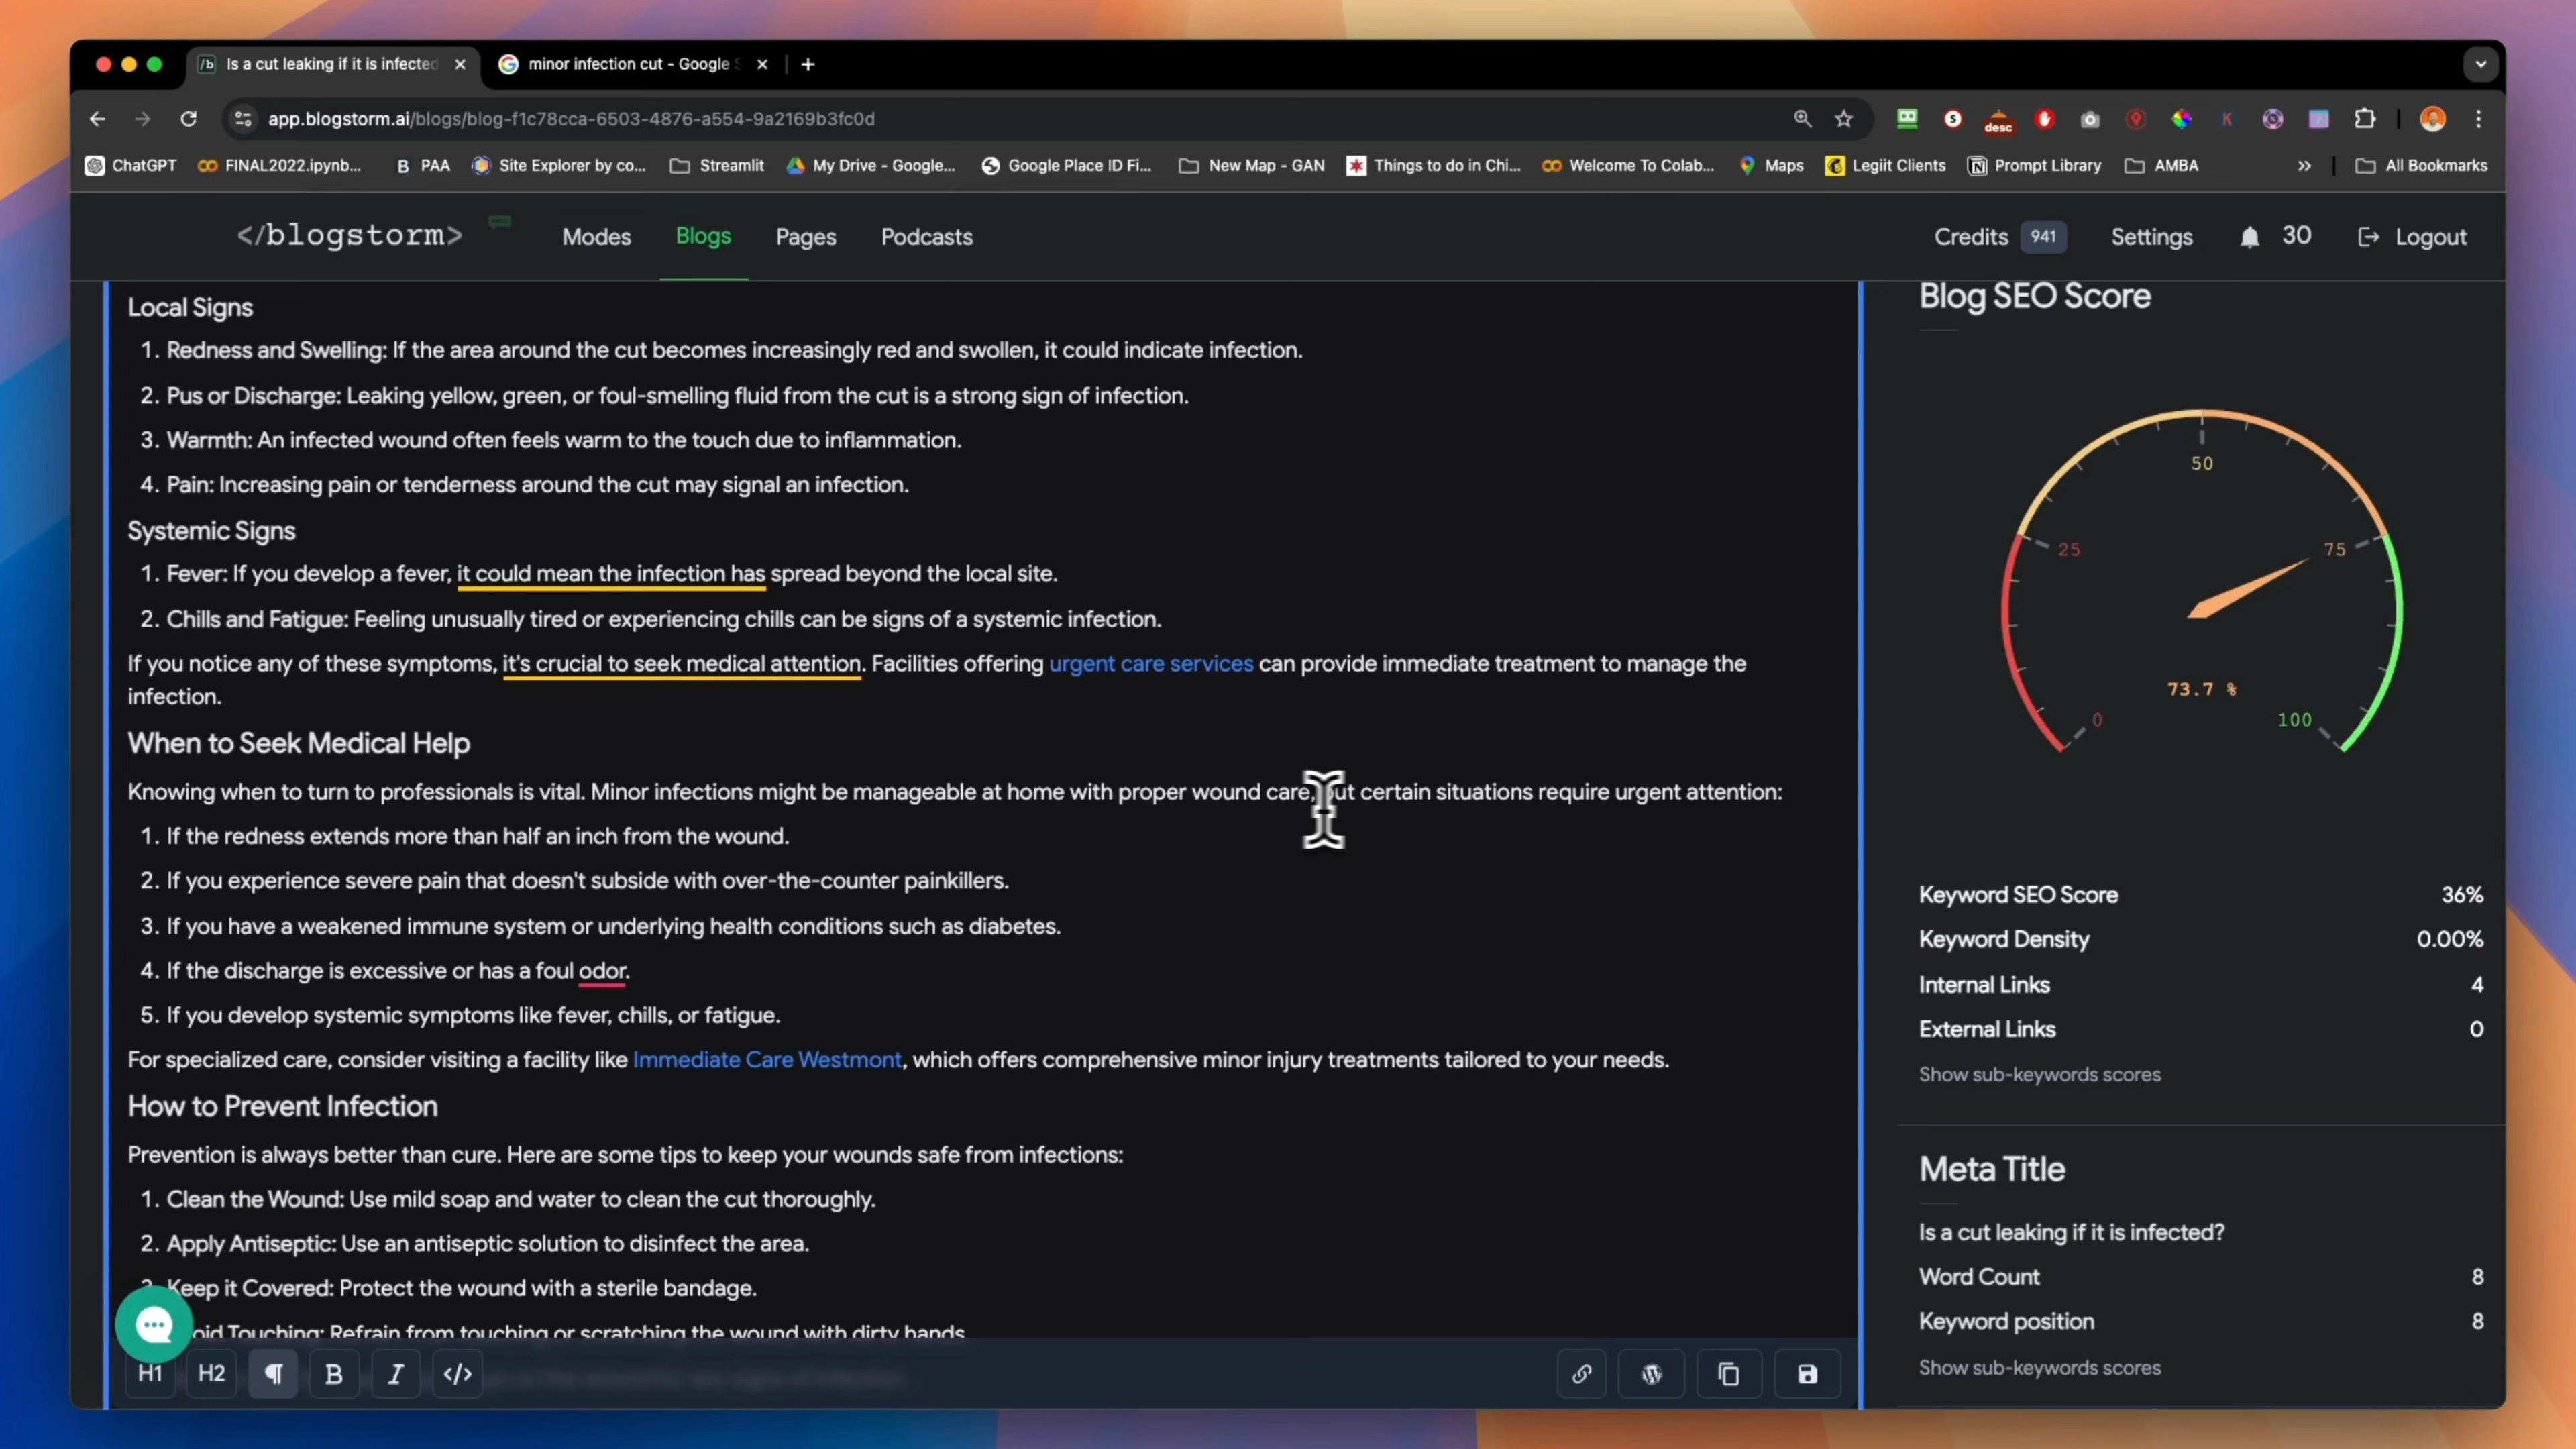 Is a cut leaking if it is infected
minor infection cut - Google S
app.blogstorm.ai/blogs/blog-f1c78cca-6503-4876-a554-9a2169b3fc0d
desc
ChatGPT
FINAL2022.ipynb...
PAA
Site Explorer by co...
Streamlit
My Drive - Google...
Google Place ID Fi...
New Map - GAN
Things to do in Chi...
Welcome To Colab...
Maps
Legiit Clients
Prompt Library
AMBA
»
All Bookmarks
</blogstorm>
Modes
Blogs
Pages
Podcasts
Credits 941
Settings
30
Logout
Local Signs
1. Redness and Swelling: If the area around the cut becomes increasingly red and swollen, it could indicate infection.
2. Pus or Discharge: Leaking yellow, green, or foul-smelling fluid from the cut is a strong sign of infection.
3. Warmth: An infected wound often feels warm to the touch due to inflammation.
4. Pain: Increasing pain or tenderness around the cut may signal an infection.
Systemic Signs
1. Fever: If you develop a fever, it could mean the infection has spread beyond the local site.
2. Chills and Fatigue: Feeling unusually tired or experiencing chills can be signs of a systemic infection.
If you notice any of these symptoms, it's crucial to seek medical attention. Facilities offering urgent care services can provide immediate treatment to manage the
infection.
When to Seek Medical Help
Knowing when to turn to professionals is vital. Minor infections might be manageable at home with proper wound care, but certain situations require urgent attention:
1. If the redness extends more than half an inch from the wound.
2. If you experience severe pain that doesn't subside with over-the-counter painkillers.
3. If you have a weakened immune system or underlying health conditions such as diabetes.
4. If the discharge is excessive or has a foul odor.
5. If you develop systemic symptoms like fever, chills, or fatigue.
For specialized care, consider visiting a facility like Immediate Care Westmont, which offers comprehensive minor injury treatments tailored to your needs.
How to Prevent Infection
Prevention is always better than cure. Here are some tips to keep your wounds safe from infections:
1. Clean the Wound: Use mild soap and water to clean the cut thoroughly.
2. Apply Antiseptic: Use an antiseptic solution to disinfect the area.
Keep it Covered: Protect the wound with a sterile bandage.
Touching: Refrain from touching or scratching the wound with dirty hands.
H1
H2
B
I
</>
Blog SEO Score
0
25
50
75
100
73.7 %
Keyword SEO Score 36%
Keyword Density 0.00%
Internal Links 4
External Links 0
Show sub-keywords scores
Meta Title
Is a cut leaking if it is infected?
Word Count 8
Keyword position 8
Show sub-keywords scores